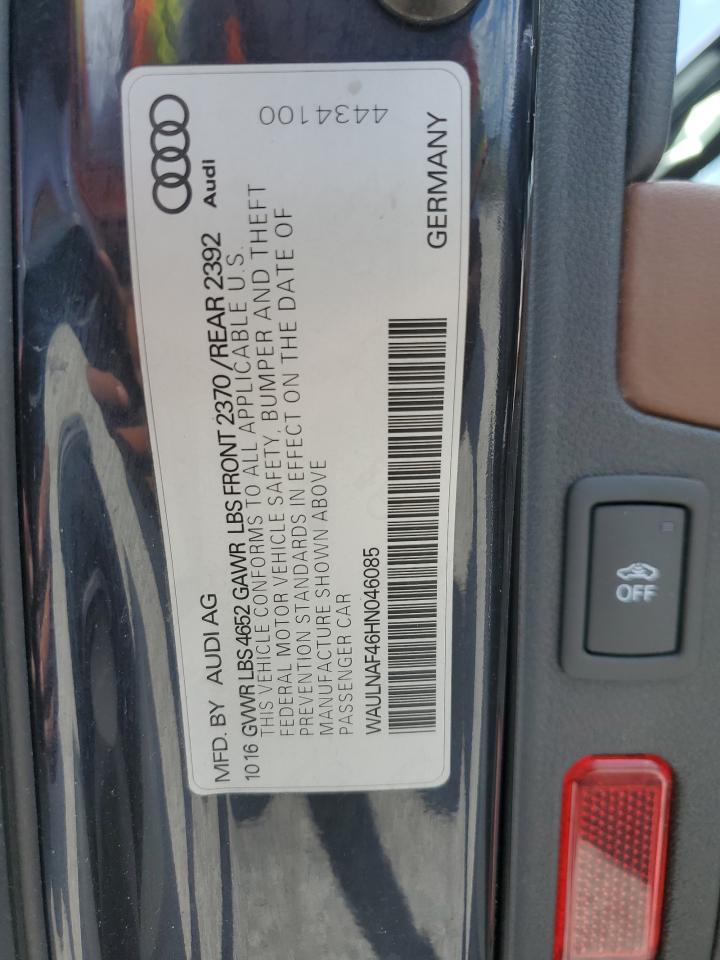 Audi
MFD. BY AUDI AG
1016 GVWR LBS 4652 GAWR LBS FRONT 2370 /REAR 2392
THIS VEHICLE CONFORMS TO ALL APPLICABLE U.S.
FEDERAL MOTOR VEHICLE SAFETY, BUMPER AND THEFT
PREVENTION STANDARDS IN EFFECT ON THE DATE OF
MANUFACTURE SHOWN ABOVE
PASSENGER CAR
WAULNAF46HN046085
GERMANY
4434100
OFF